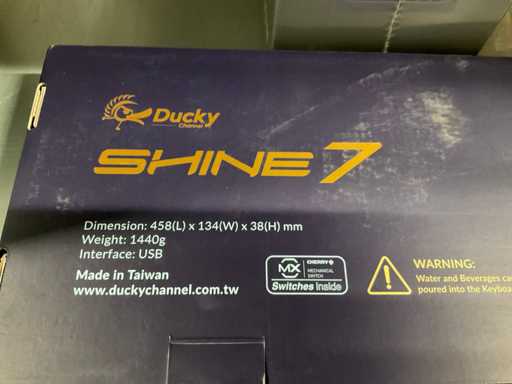 Ducky
Channel
SHINE 7
Dimension: 458(L) x 134(W) x 38(H) mm
Weight: 1440g
Interface: USB
Made in Taiwan
www.duckychannel.com.tw
MX
CHERRY
MECHANICAL
SWITCH
Switches Inside
WARNING:
Water and Beverages ca
poured into the Keyboa